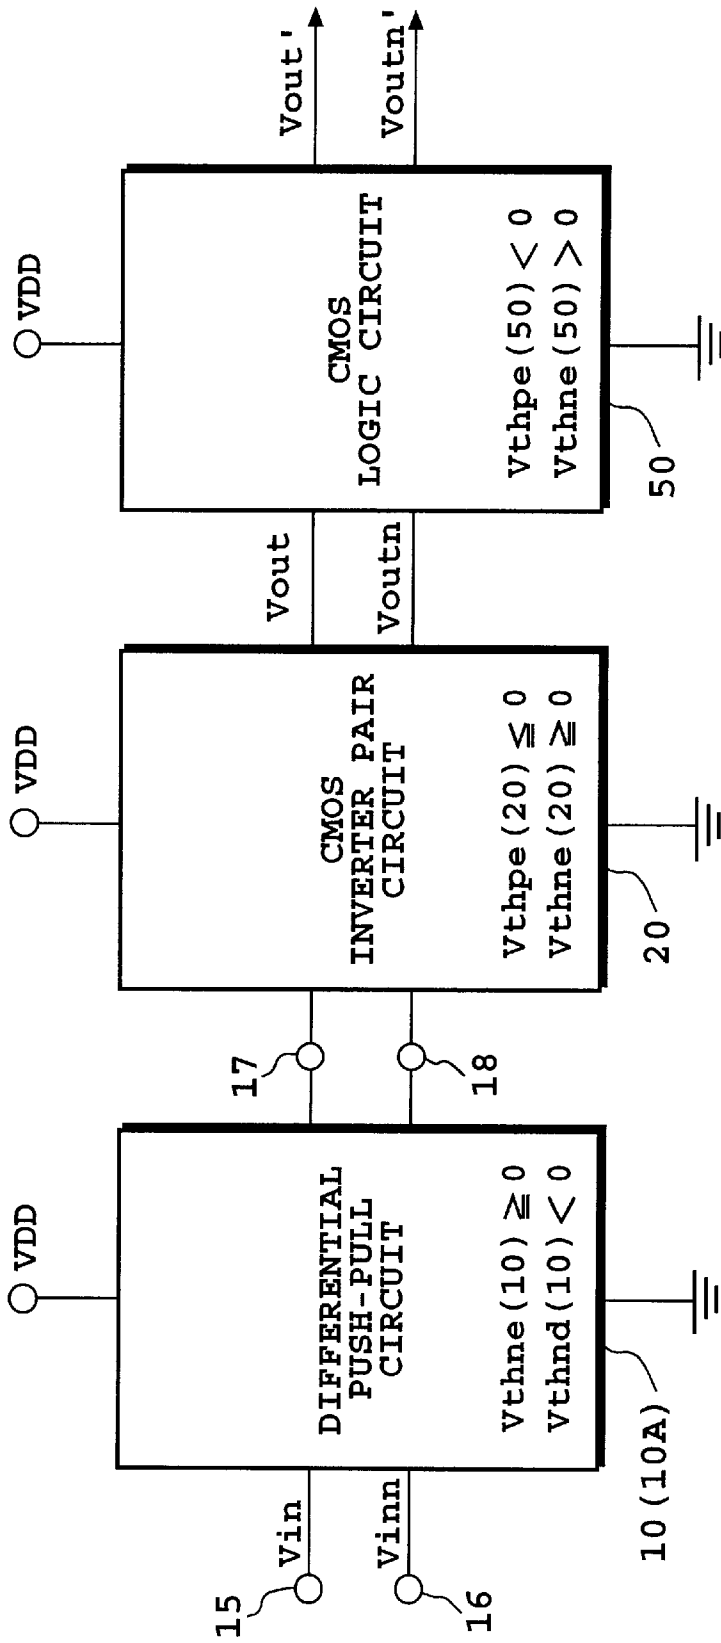 VDD
VDD
VDD
15
Vin
Vinn
16
DIFFERENTIAL
PUSH-PULL
CIRCUIT
Vthne(10)≧0
Vthnd(10)<0
10(10A)
17
18
CMOS
INVERTER PAIR
CIRCUIT
Vthpe(20)≦0
Vthne(20)≧0
20
Vout
Voutn
CMOS
LOGIC CIRCUIT
Vthpe(50)<0
Vthne(50)>0
50
Vout'
Voutn'